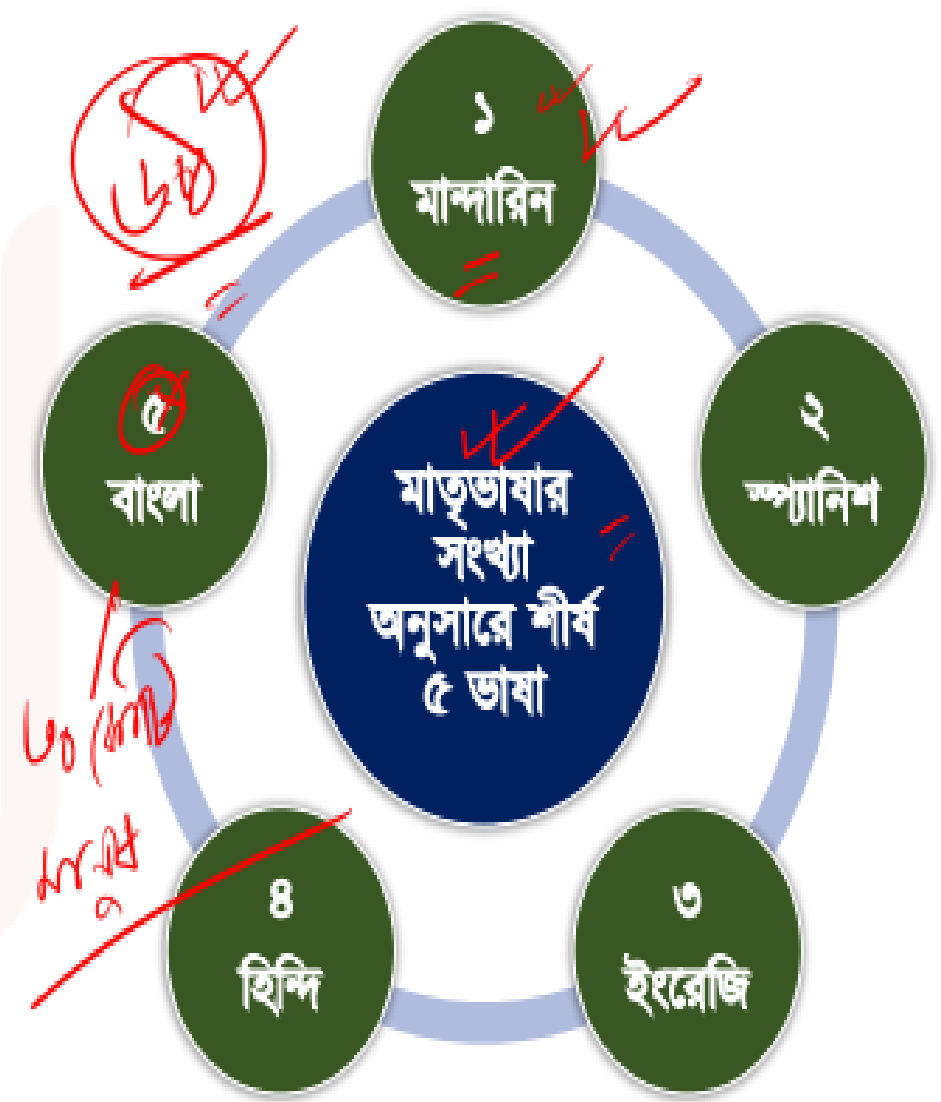 ১
মান্দারিন
২
স্প্যানিশ
৩
ইংরেজি
৪
হিন্দি
৫
বাংলা
মাতৃভাষার
সংখ্যা
অনুসারে শীর্ষ
৫ ভাষা